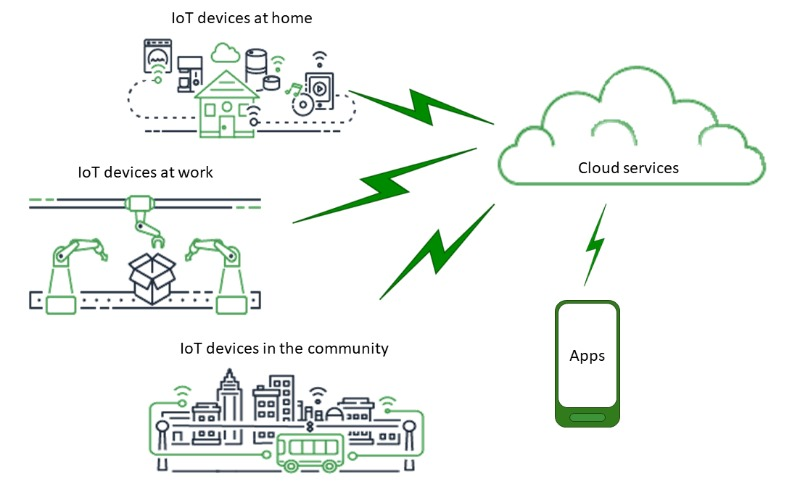 IoT devices at home
Cloud services
IoT devices at work
IoT devices in the community
Apps